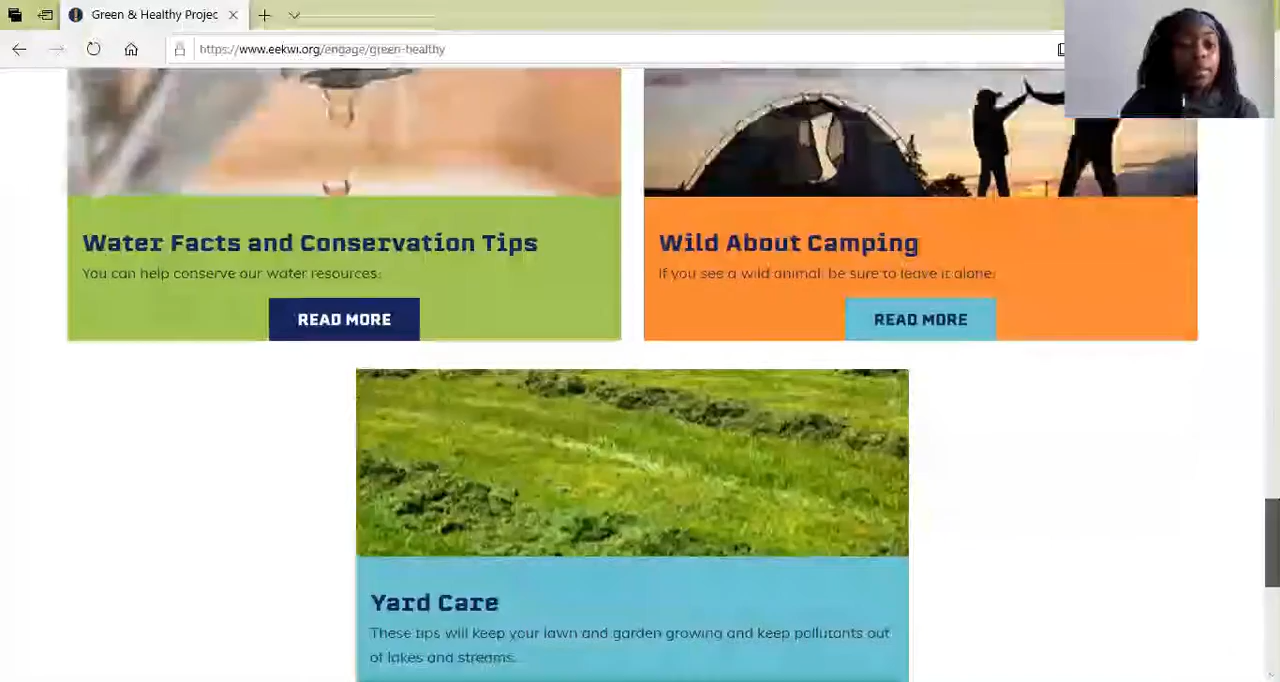 Green & Healthy Projec
https://www.eekwi.org/engage/green-healthy
Water Facts and Conservation Tips
You can help conserve our water resources.
READ MORE
Wild About Camping
If you see a wild animal, be sure to leave it alone.
READ MORE
Yard Care
These tips will keep your lawn and garden growing and keep pollutants out
of lakes and streams.